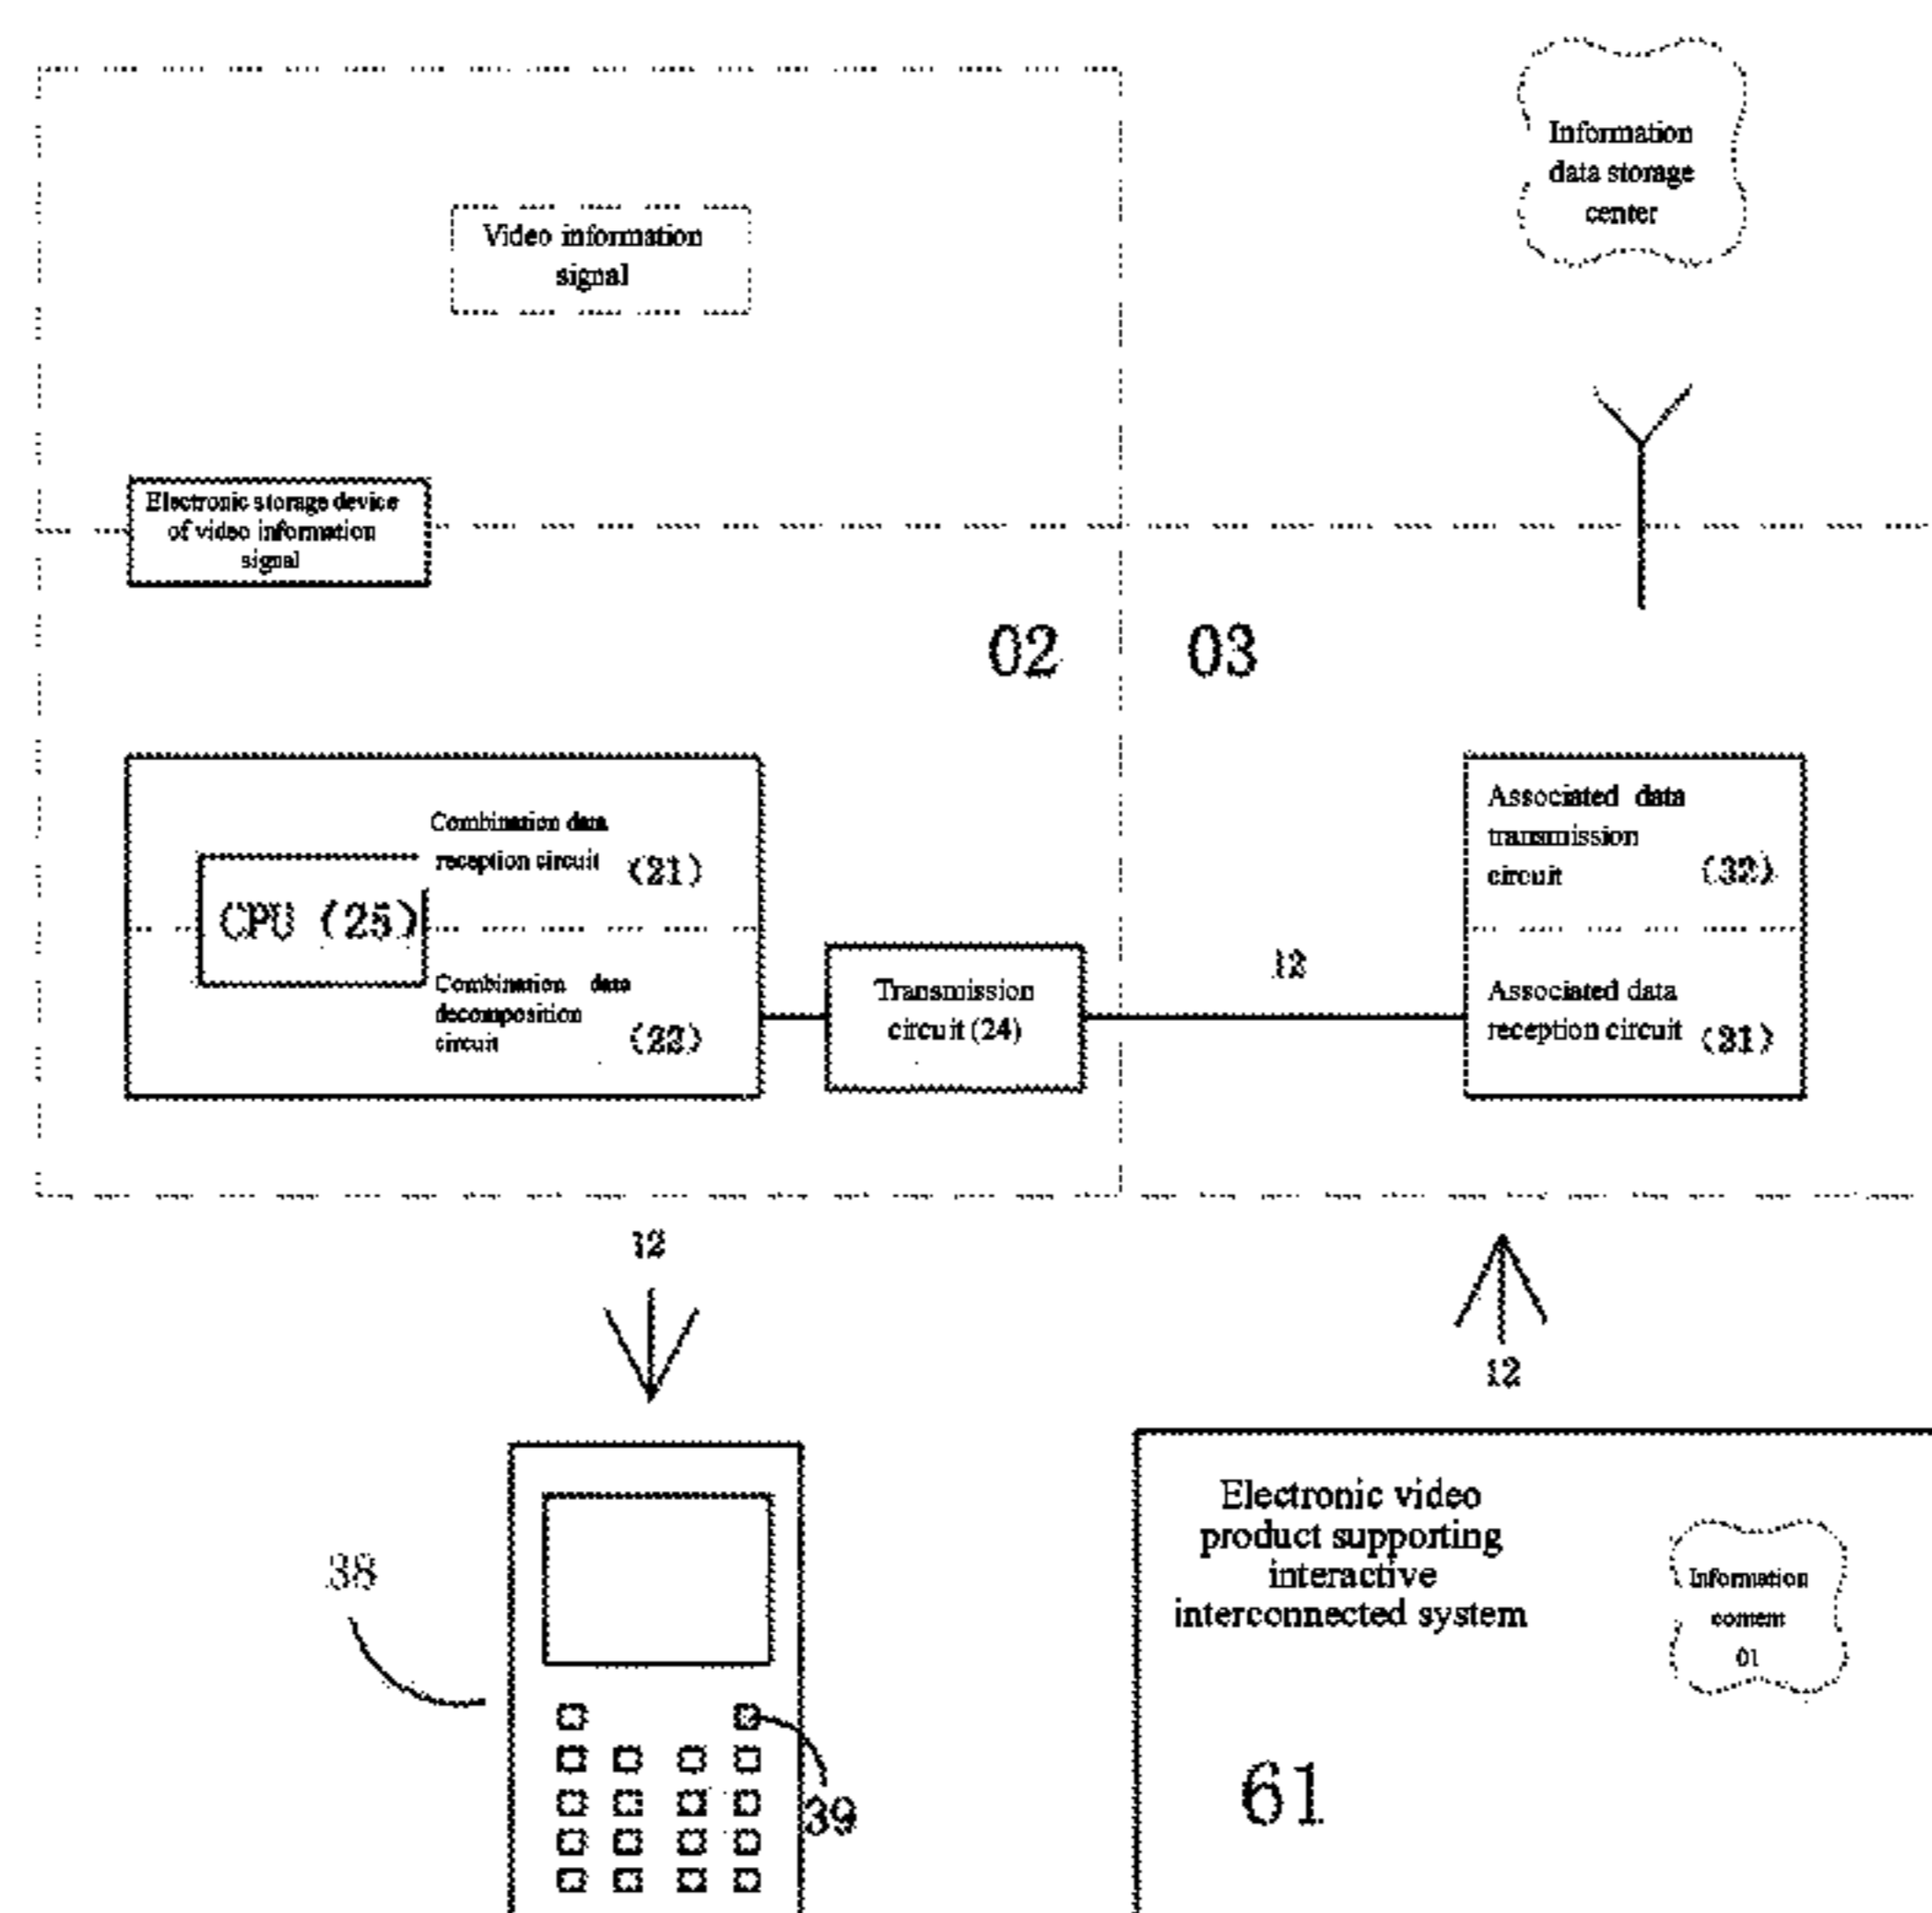 Information
data storage
center
Video information
signal
Electronic storage device
of video information
signal
02
03
Combination data
reception circuit (21)
CPU (25)
Combination data
decomposition
circuit (22)
Transmission
circuit (24)
12
Associated data
transmission
circuit (32)
Associated data
reception circuit (31)
12
12
38
39
Electronic video
product supporting
interactive
interconnected system
Information
content
01
61